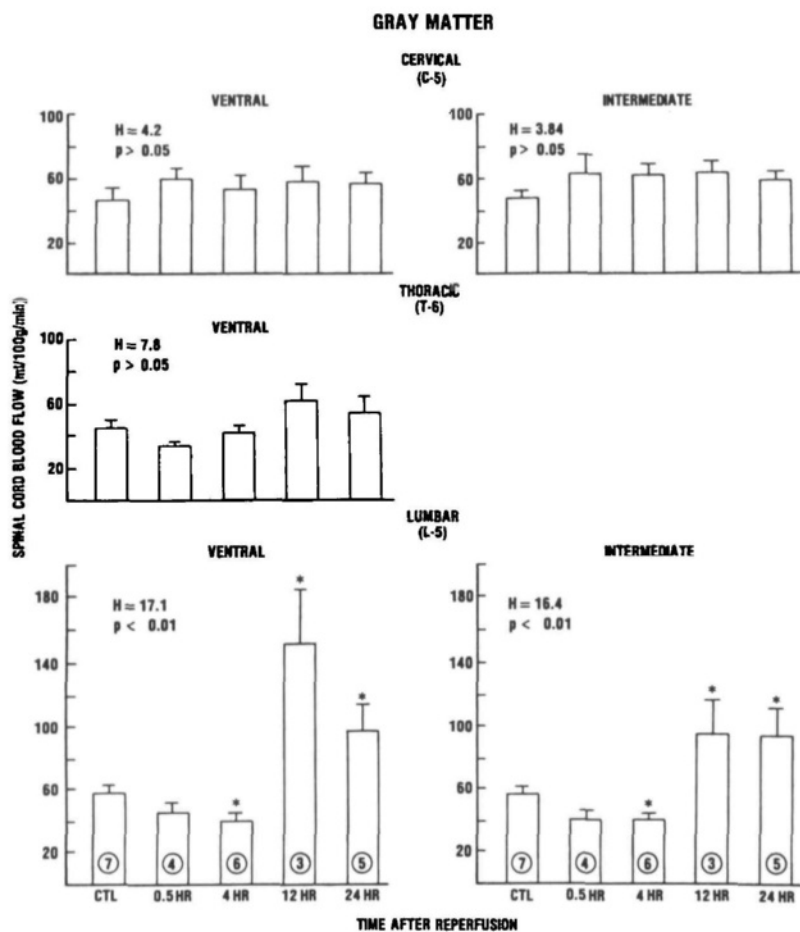 GRAY MATTER
CERVICAL
(C-5)
VENTRAL
INTERMEDIATE
100
60
20
H = 4.2
p > 0.05
100
60
20
H = 3.84
p > 0.05
THORACIC
(T-6)
VENTRAL
100
60
20
H = 7.8
p > 0.05
SPINAL CORD BLOOD FLOW (ml/100g/min)
LUMBAR
(L-5)
VENTRAL
INTERMEDIATE
180
140
100
60
20
H = 17.1
p < 0.01
* * *
7 4 6 3 5
CTL 0.5 HR 4 HR 12 HR 24 HR
180
140
100
60
20
H = 16.4
p < 0.01
* * *
7 4 6 3 5
CTL 0.5 HR 4 HR 12 HR 24 HR
TIME AFTER REPERFUSION